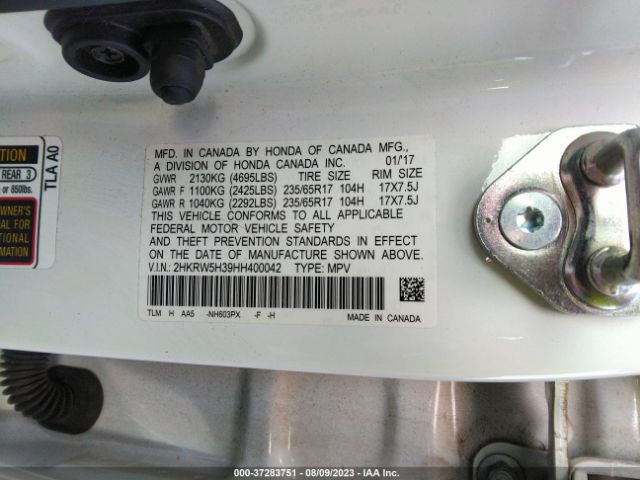 TION
REAR 3
or 850lbs.
OWNER'S
AL FOR
MATION
TLA A0
MFD. IN CANADA BY HONDA OF CANADA MFG.,
A DIVISION OF HONDA CANADA INC. 01/'17
GVWR 2130KG (4695LBS) TIRE SIZE RIM SIZE
GAWR F 1100KG (2425LBS) 235/65R17 104H 17X7.5J
GAWR R 1040KG (2292LBS) 235/65R17 104H 17X7.5J
THIS VEHICLE CONFORMS TO ALL APPLICABLE
FEDERAL MOTOR VEHICLE SAFETY
AND THEFT PREVENTION STANDARDS IN EFFECT
ON THE DATE OF MANUFACTURE SHOWN ABOVE.
V.I.N.: 2HKRW5H39HH400042 TYPE: MPV
TLM H AA5 -NH603PX -F -H
MADE IN CANADA
000-37283751 — 08/09/2023 — IAA Inc.